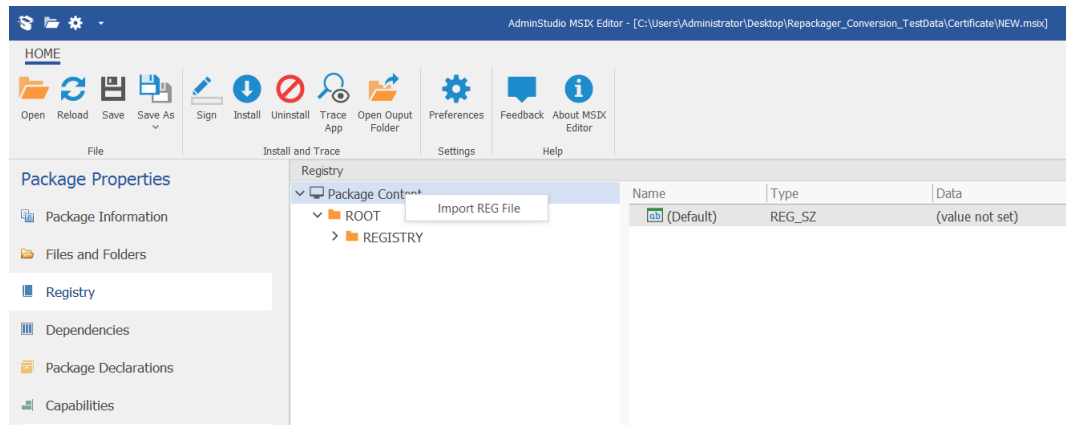 AdminStudio MSIX Editor - [C:\Users\Administrator\Desktop\Repackager_Conversion_TestData\Certificate\NEW.msix]
HOME
Open Reload Save Save As Sign Install Uninstall Trace App Open Ouput Folder Preferences Feedback About MSIX Editor
File Install and Trace Settings Help
Package Properties
Package Information
Files and Folders
Registry
Dependencies
Package Declarations
Capabilities
Registry
Package Content
Import REG File
ROOT
REGISTRY
Name Type Data
ab (Default) REG_SZ (value not set)